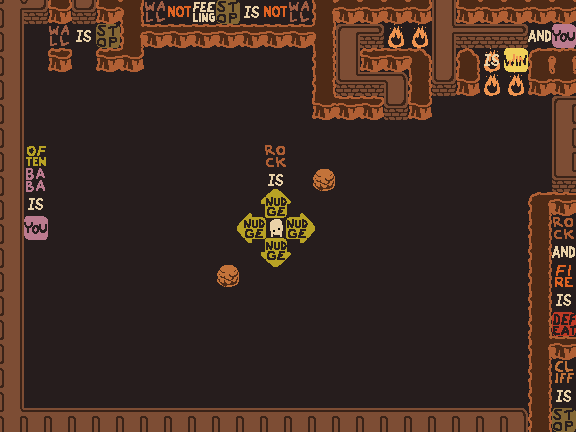 WALL NOT FEELING STOP IS NOT WALL
WALL IS STOP
AND YOU
IS WIN
OFTEN
BABA
IS
YOU
ROCK
IS
NUDGE
NUDGE NUDGE
NUDGE
ROCK
AND
FIRE
IS
DEFEAT
CLIFF
IS
STOP